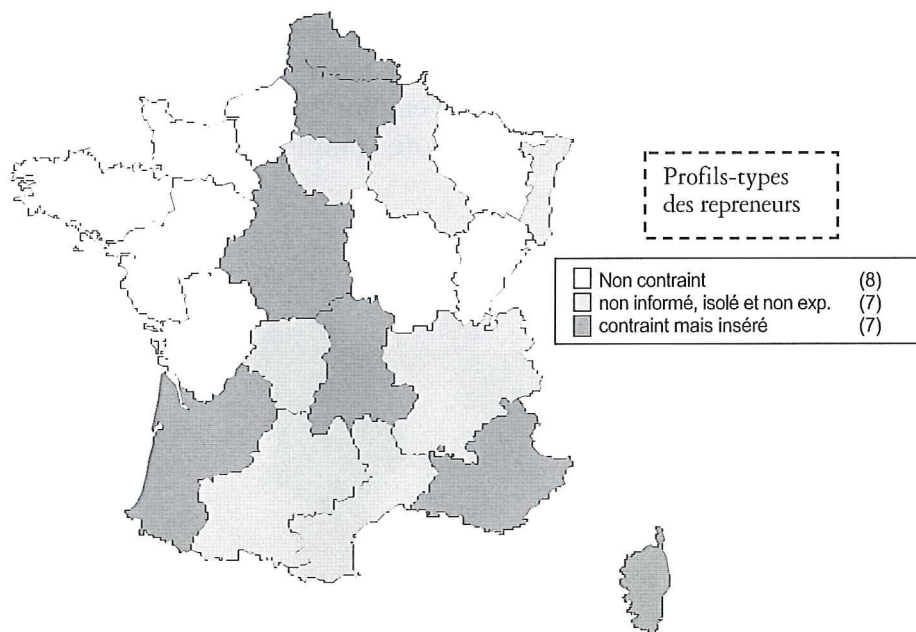 Profils-types
des repreneurs
Non contraint (8)
non informé, isolé et non exp. (7)
contraint mais inséré (7)